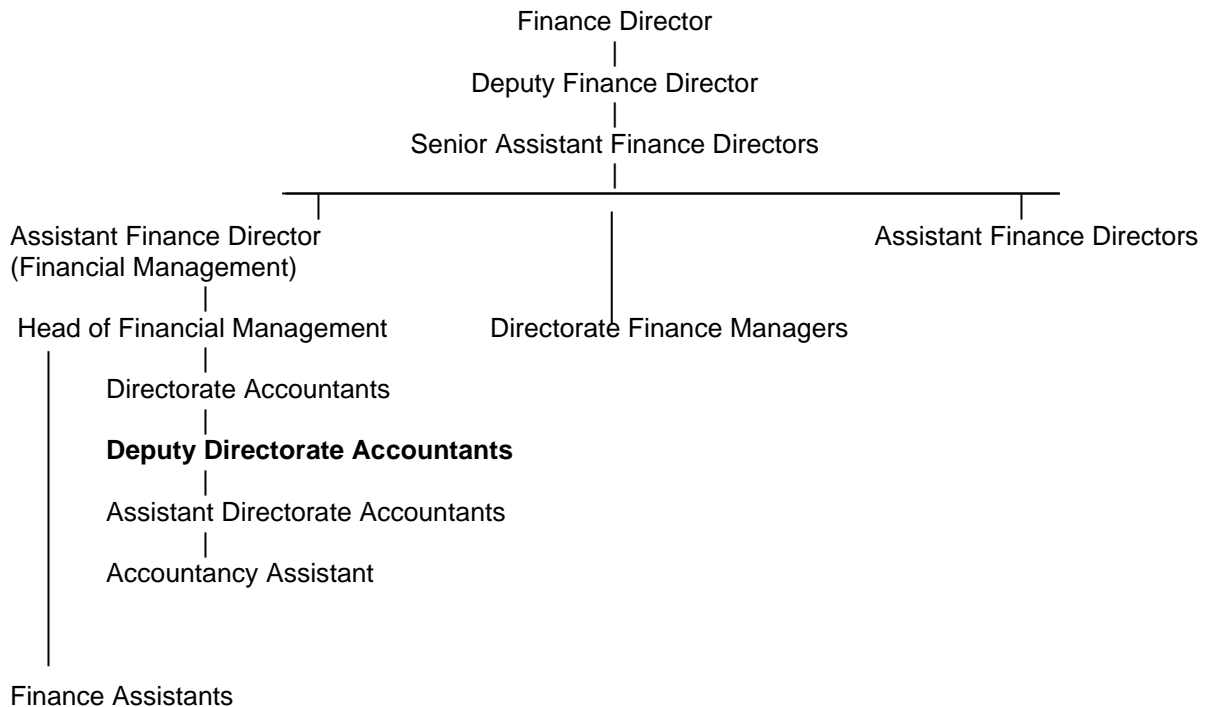 Finance Director
Deputy Finance Director
Senior Assistant Finance Directors
Assistant Finance Director
(Financial Management)
Assistant Finance Directors
Head of Financial Management
Directorate Finance Managers
Directorate Accountants
Deputy Directorate Accountants
Assistant Directorate Accountants
Accountancy Assistant
Finance Assistants